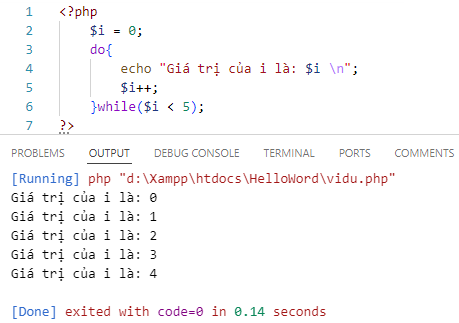 1 <?php
2 $i = 0;
3 do{
4 echo "Giá trị của i là: $i \n";
5 $i++;
6 }while($i < 5);
7 ?>
PROBLEMS OUTPUT DEBUG CONSOLE TERMINAL PORTS COMMENTS
[Running] php "d:\Xampp\htdocs\HelloWord\vidu.php"
Giá trị của i là: 0
Giá trị của i là: 1
Giá trị của i là: 2
Giá trị của i là: 3
Giá trị của i là: 4
[Done] exited with code=0 in 0.14 seconds